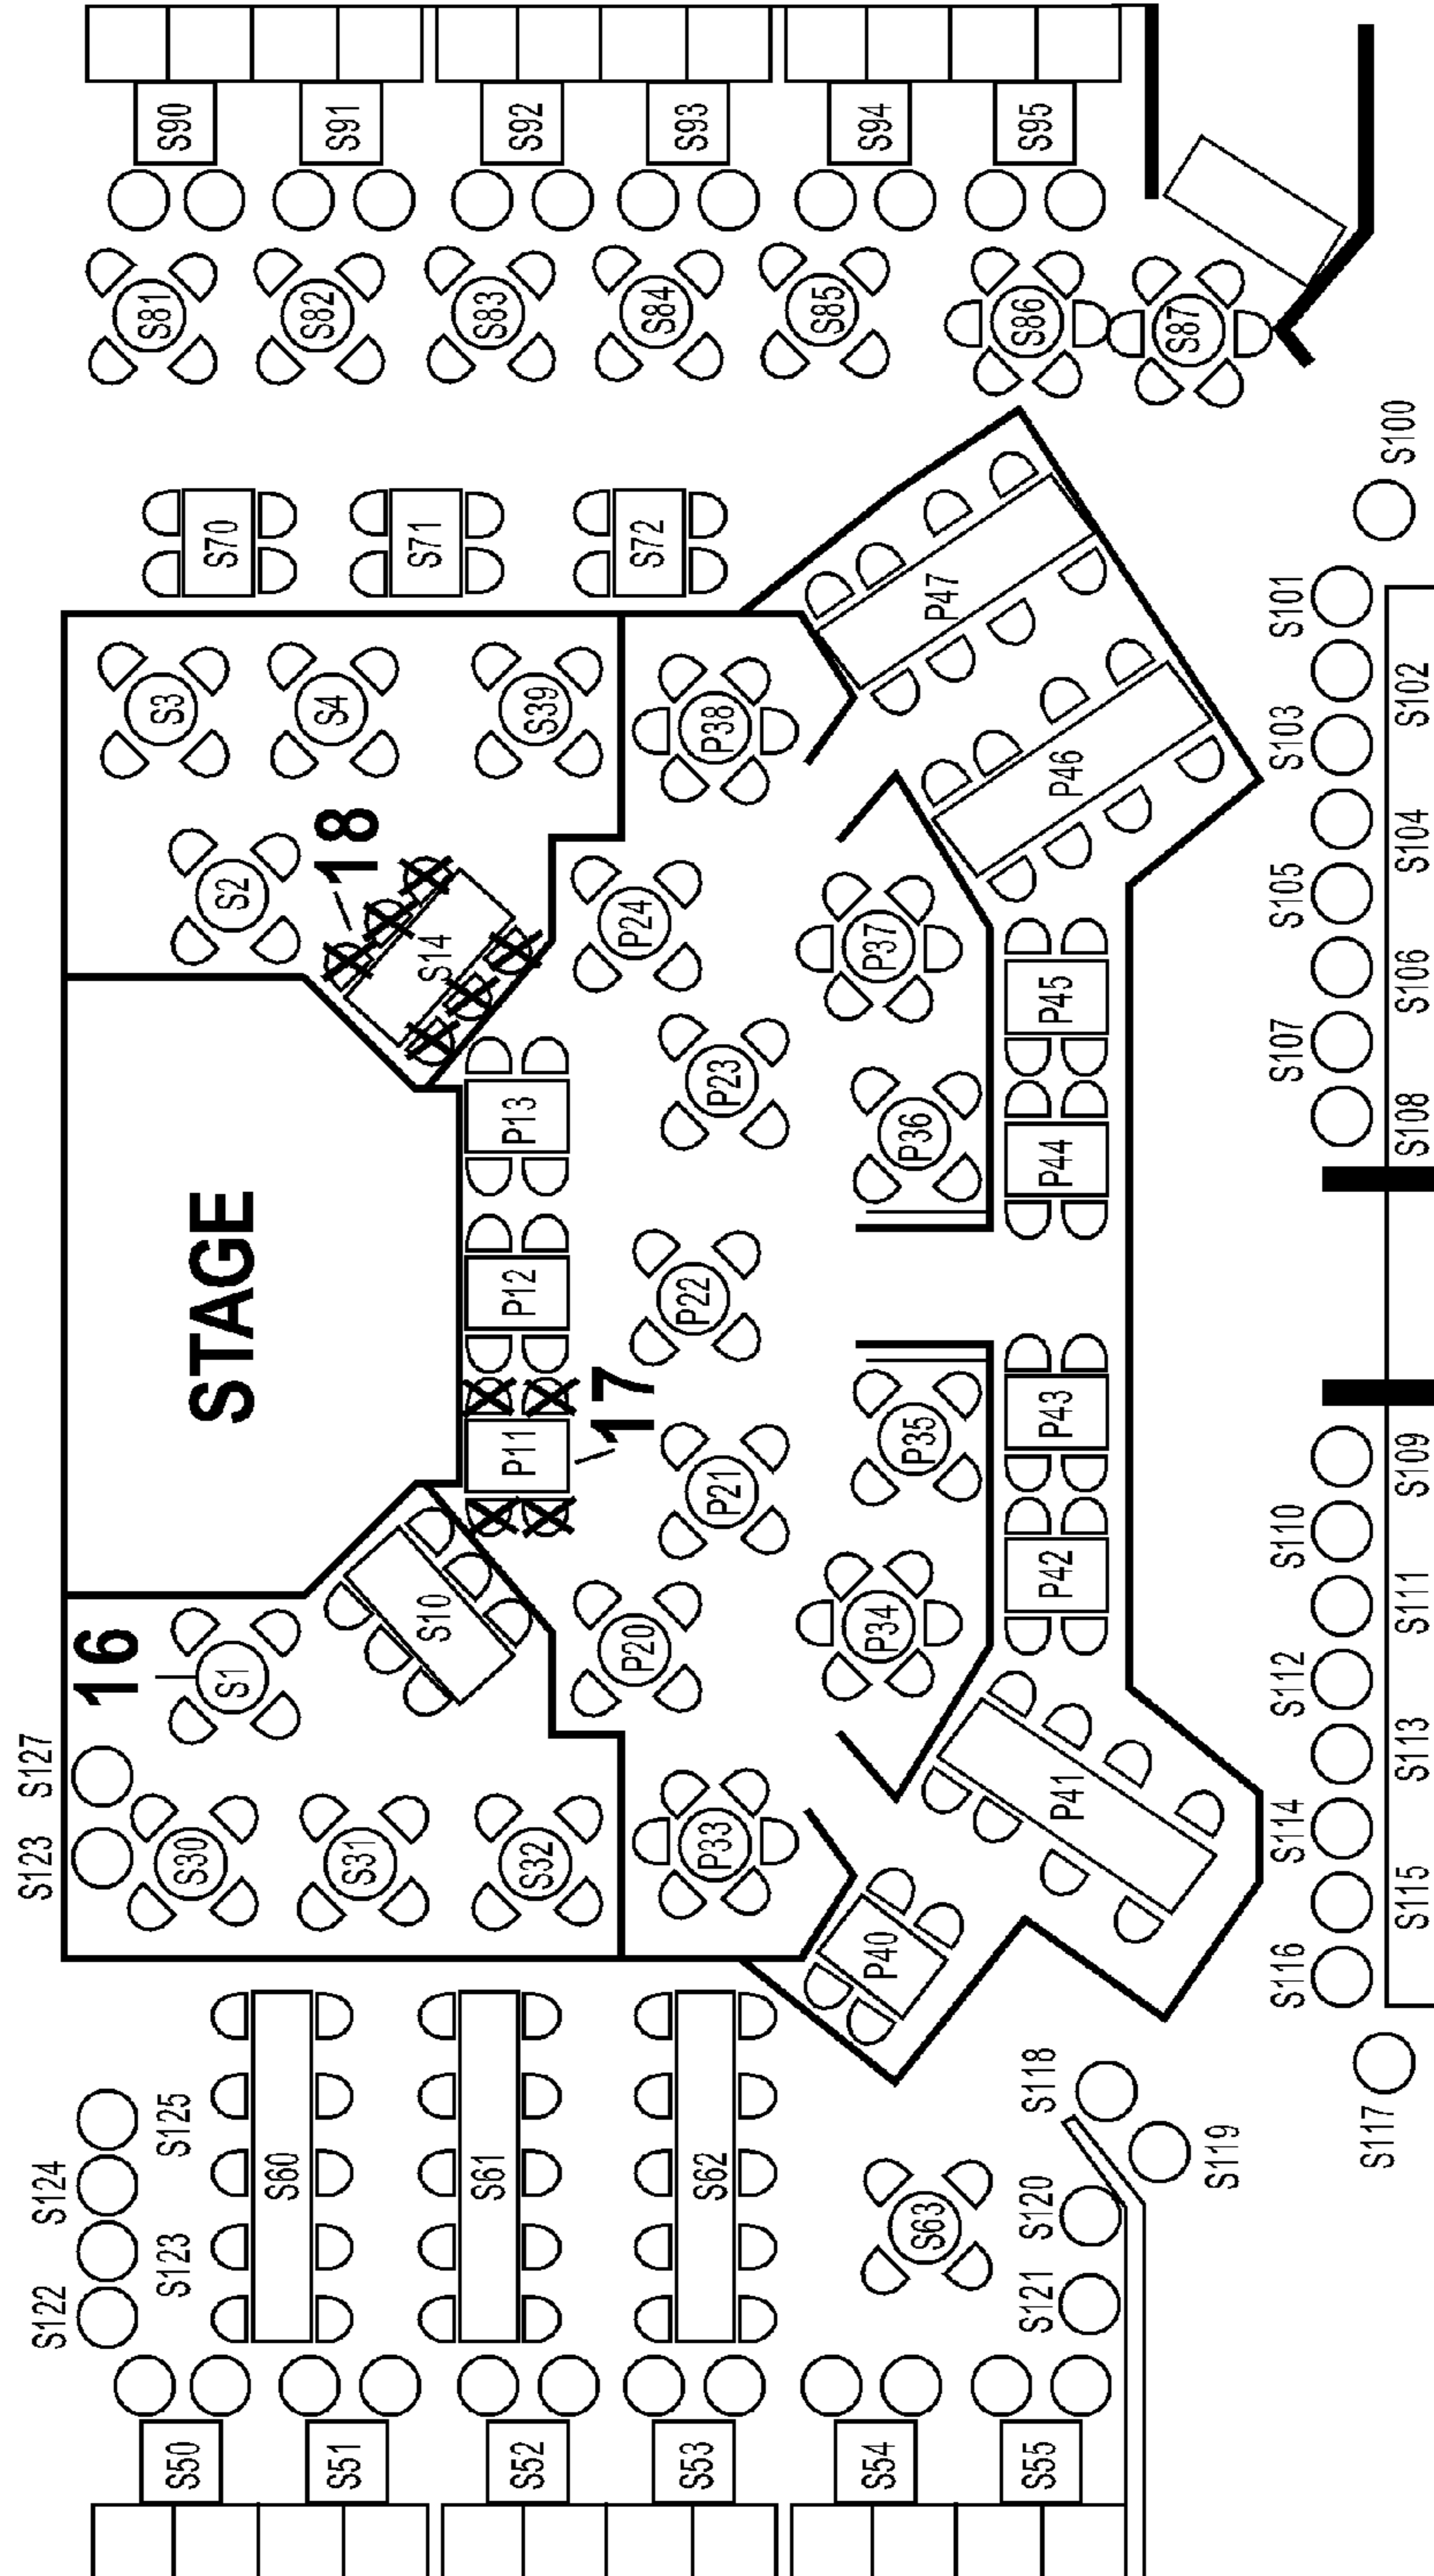 S122
S124
S123
S127
16
S123
S125
S50
S30
S3
S81
S90
S1
STAGE
S2
S70
S60
S51
S31
S4
S82
S91
18
S10
S14
S71
S61
S52
S32
P11
P12
P13
S39
S83
S92
17
S62
S53
P20
P24
S72
S84
S93
P33
P21
P22
P23
P38
S54
P40
P34
P37
S85
S94
S63
P35
P36
P47
S55
S121
S120
S118
P41
P42
P43
P44
P45
P46
S86
S95
S119
S87
S116
S114
S112
S110
S107
S105
S103
S101
S117
S115
S113
S111
S109
S108
S106
S104
S102
S100